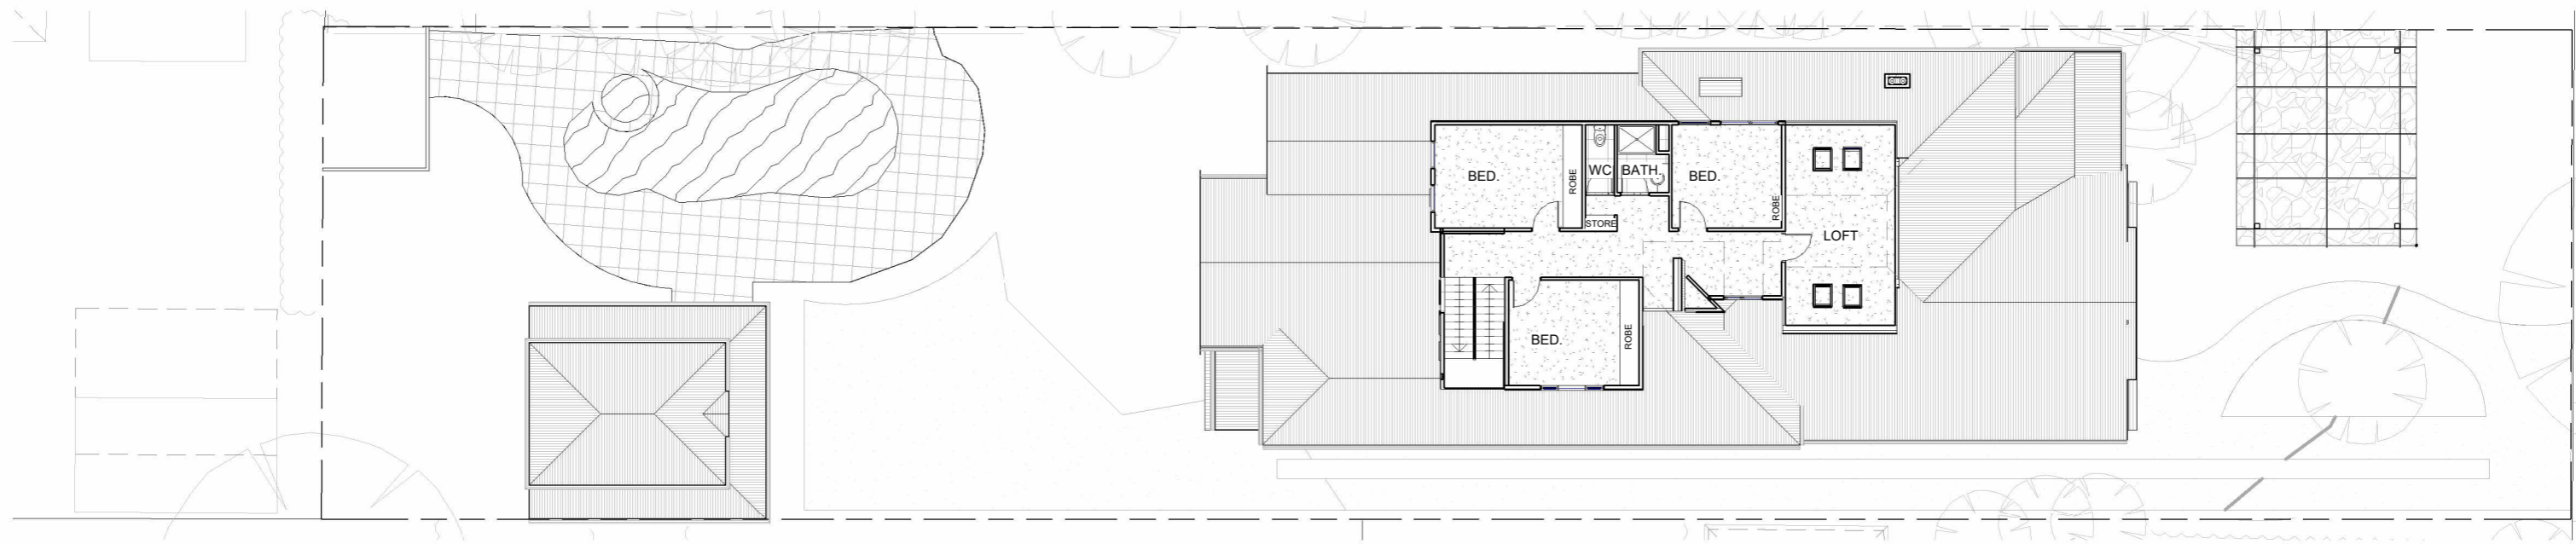 BED.
ROBE
WC
BATH.
BED.
ROBE
STORE
LOFT
BED.
ROBE